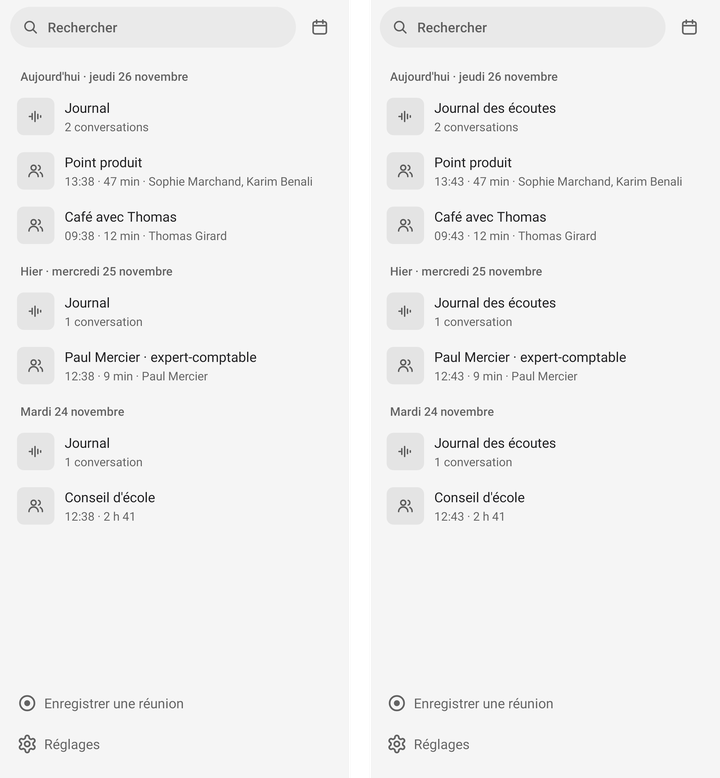 Rechercher
Aujourd'hui · jeudi 26 novembre
Journal
2 conversations
Point produit
13:38 · 47 min · Sophie Marchand, Karim Benali
Café avec Thomas
09:38 · 12 min · Thomas Girard
Hier · mercredi 25 novembre
Journal
1 conversation
Paul Mercier · expert-comptable
12:38 · 9 min · Paul Mercier
Mardi 24 novembre
Journal
1 conversation
Conseil d'école
12:38 · 2 h 41
Enregistrer une réunion
Réglages
Rechercher
Aujourd'hui · jeudi 26 novembre
Journal des écoutes
2 conversations
Point produit
13:43 · 47 min · Sophie Marchand, Karim Benali
Café avec Thomas
09:43 · 12 min · Thomas Girard
Hier · mercredi 25 novembre
Journal des écoutes
1 conversation
Paul Mercier · expert-comptable
12:43 · 9 min · Paul Mercier
Mardi 24 novembre
Journal des écoutes
1 conversation
Conseil d'école
12:43 · 2 h 41
Enregistrer une réunion
Réglages